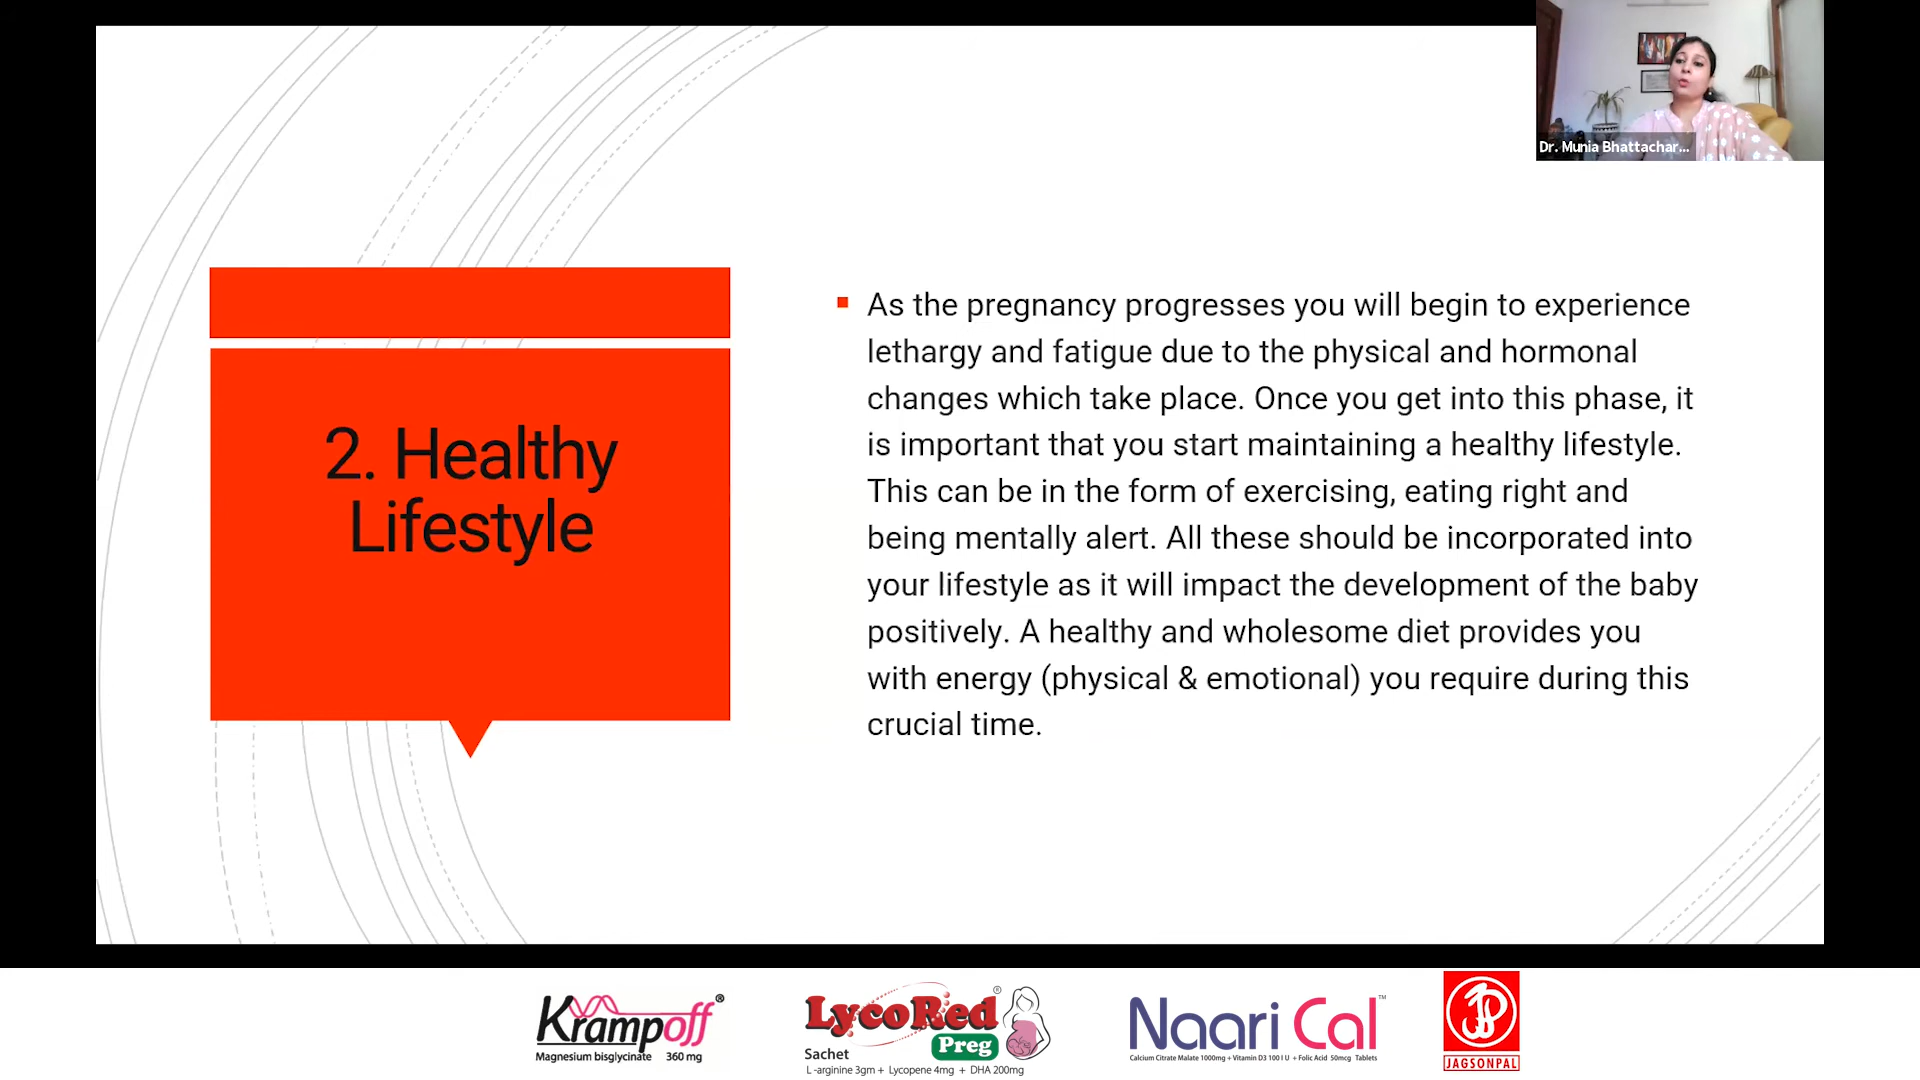 Dr. Munia Bhattachar...
2. Healthy
Lifestyle
As the pregnancy progresses you will begin to experience
lethargy and fatigue due to the physical and hormonal
changes which take place. Once you get into this phase, it
is important that you start maintaining a healthy lifestyle.
This can be in the form of exercising, eating right and
being mentally alert. All these should be incorporated into
your lifestyle as it will impact the development of the baby
positively. A healthy and wholesome diet provides you
with energy (physical & emotional) you require during this
crucial time.
Krampoff®
Magnesium bisglycinate 360 mg
LycoRed®
Preg
Sachet
L-arginine 3gm + Lycopene 4mg + DHA 200mg
Naari Cal™
Calcium Citrate Malate 1000mg + Vitamin D3 100 I U + Folic Acid 50mcg Tablets
JAGSONPAL